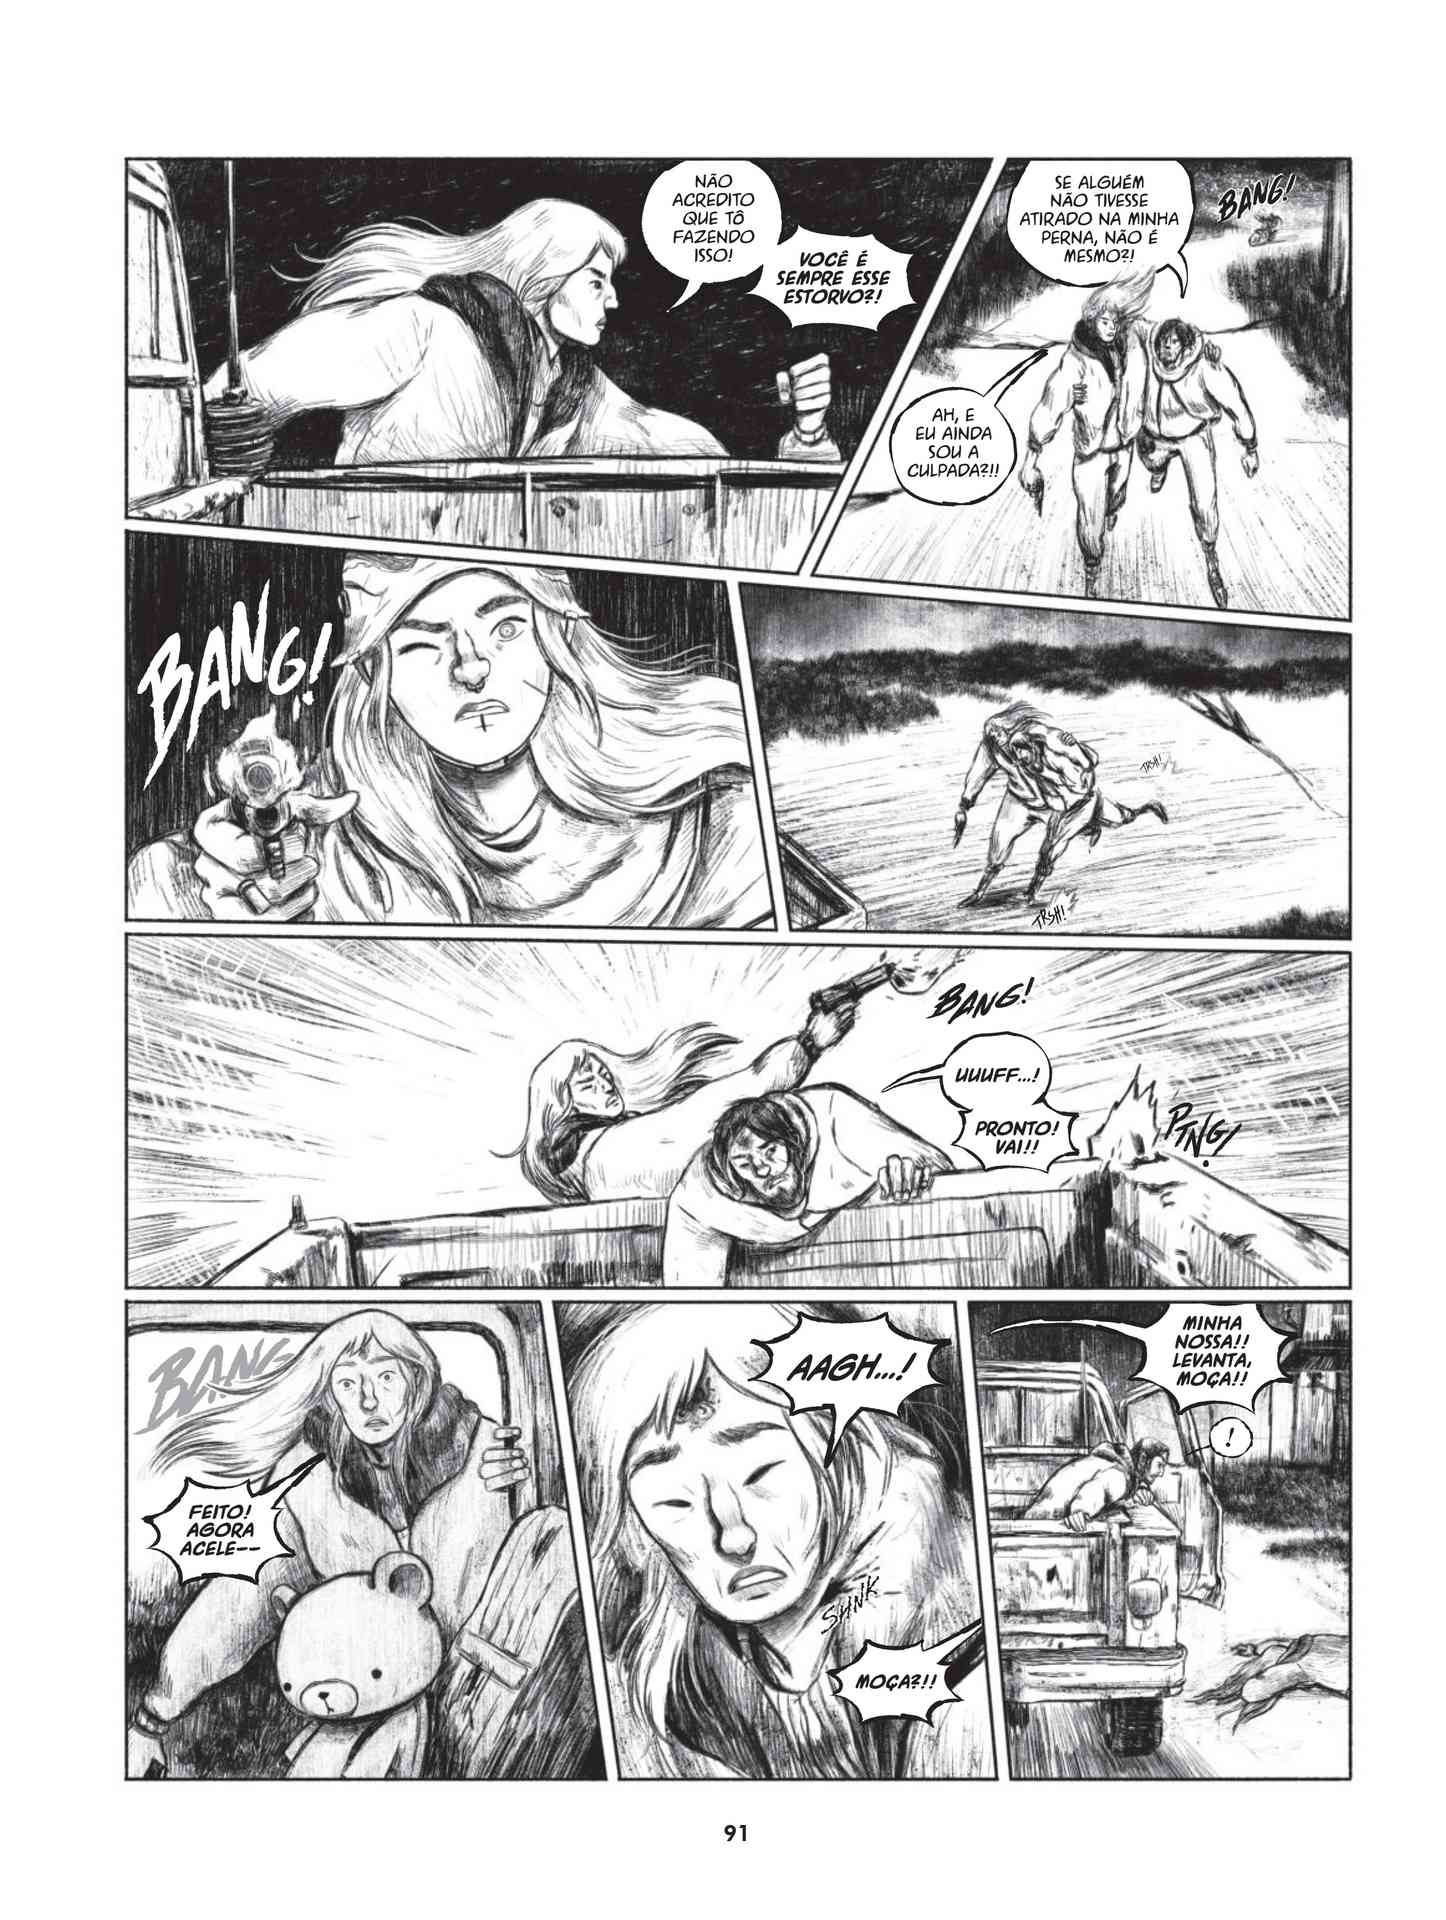 NÃO
ACREDITO
QUE TÔ
FAZENDO
ISSO!
VOCÊ É
SEMPRE ESSE
ESTORVO?!
SE ALGUÉM
NÃO TIVESSE
ATIRADO NA MINHA
PERNA, NÃO É
MESMO?!
BANG!
AH, E
EU AINDA
SOU A
CULPADA?!!
BANG!
TRSH!
TRSH!
BANG!
UUUFF...!
PRONTO!
VAI!!
PTNG!
BANG
FEITO!
AGORA
ACELE--
AAGH...!
SHNK
MOÇA?!!
MINHA
NOSSA!!
LEVANTA,
MOÇA!!
!
91